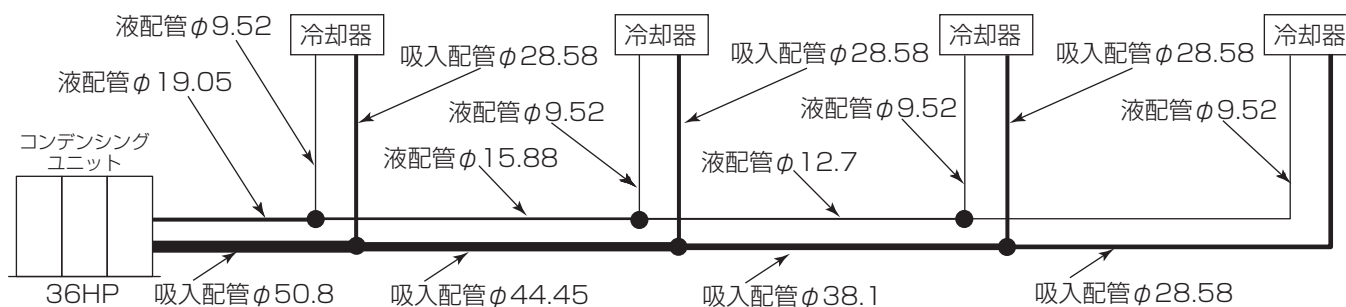 液配管φ9.52
冷却器
冷却器
冷却器
冷却器
吸入配管φ28.58
吸入配管φ28.58
吸入配管φ28.58
液配管φ19.05
液配管φ9.52
液配管φ9.52
液配管φ9.52
コンデンシング
ユニット
液配管φ15.88
液配管φ12.7
36HP
吸入配管φ50.8
吸入配管φ44.45
吸入配管φ38.1
吸入配管φ28.58